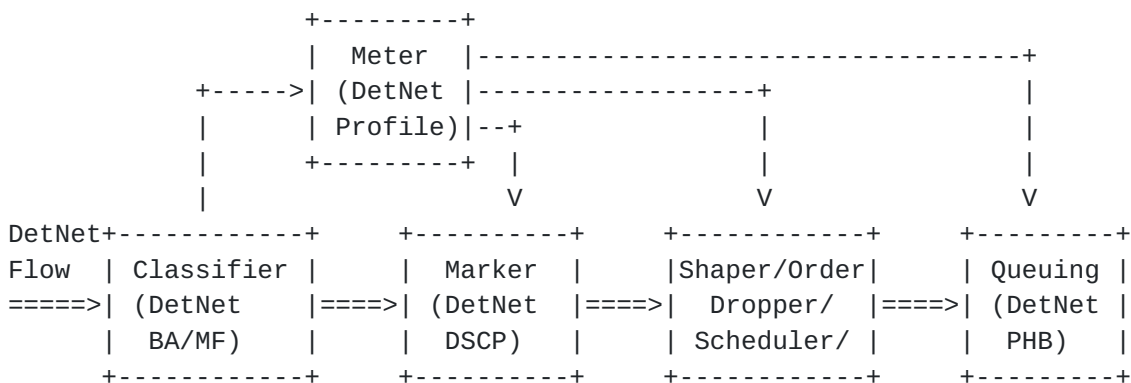 +---------+
                    |  Meter  |-----------------------------------+
             +----->| (DetNet |------------------+                |
             |      | Profile)|--+               |                |
             |      +---------+  |               |                |
             |                   V               V                V
DetNet+------------+     +----------+     +------------+     +---------+
Flow  | Classifier |     |  Marker  |     |Shaper/Order|     | Queuing |
=====>| (DetNet    |====>| (DetNet  |====>|  Dropper/  |====>| (DetNet |
      |  BA/MF)    |     |  DSCP)   |     | Scheduler/ |     |  PHB)   |
      +------------+     +----------+     +------------+     +---------+